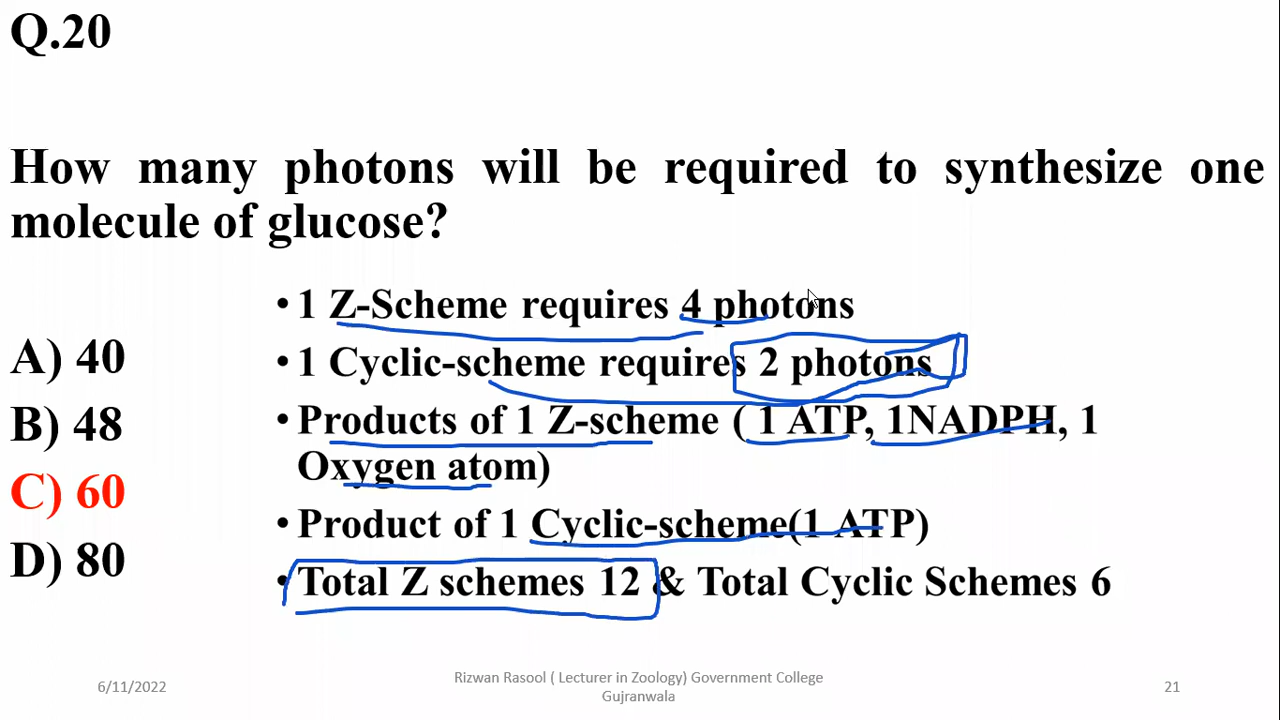 Q.20
How many photons will be required to synthesize one
molecule of glucose?
• 1 Z-Scheme requires 4 photons
• 1 Cyclic-scheme requires 2 photons
• Products of 1 Z-scheme ( 1 ATP, 1NADPH, 1
Oxygen atom)
• Product of 1 Cyclic-scheme(1 ATP)
• Total Z schemes 12 & Total Cyclic Schemes 6
A) 40
B) 48
C) 60
D) 80
6/11/2022
Rizwan Rasool ( Lecturer in Zoology) Government College
Gujranwala
21